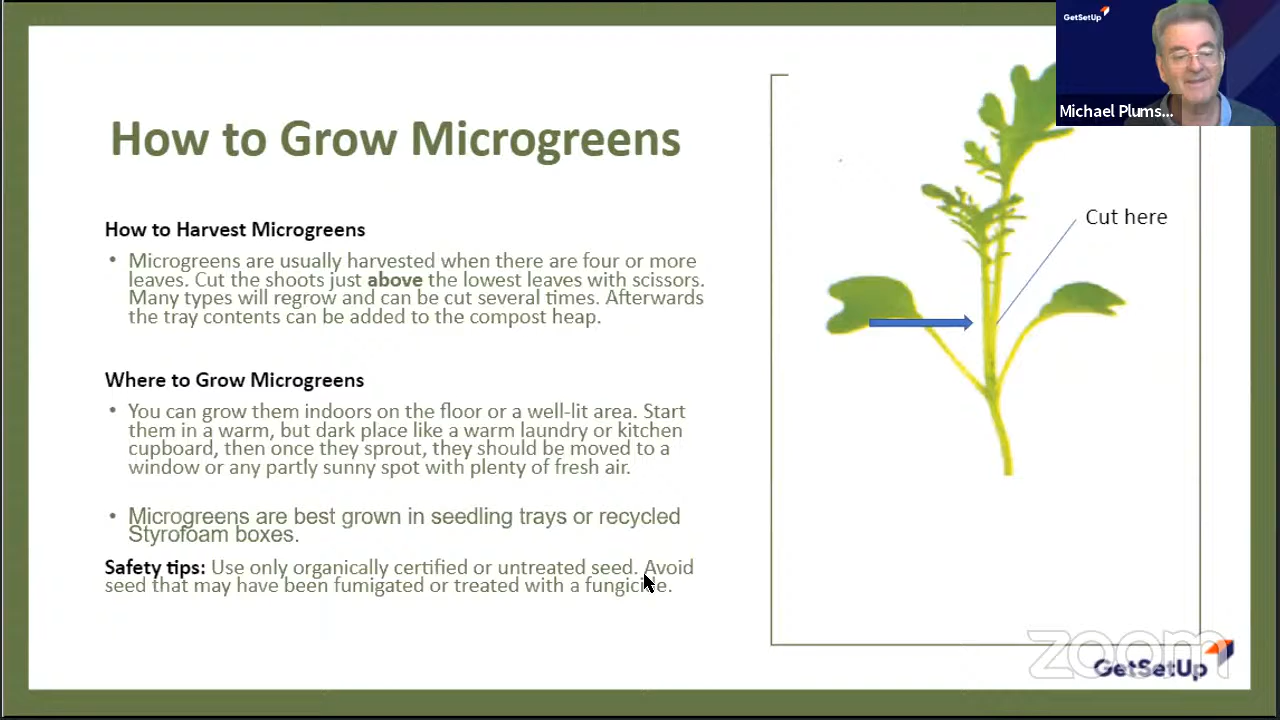 GetSetUp
Michael Plums...
How to Grow Microgreens
How to Harvest Microgreens
• Microgreens are usually harvested when there are four or more
leaves. Cut the shoots just above the lowest leaves with scissors.
Many types will regrow and can be cut several times. Afterwards
the tray contents can be added to the compost heap.
Cut here
Where to Grow Microgreens
• You can grow them indoors on the floor or a well-lit area. Start
them in a warm, but dark place like a warm laundry or kitchen
cupboard, then once they sprout, they should be moved to a
window or any partly sunny spot with plenty of fresh air.
• Microgreens are best grown in seedling trays or recycled
Styrofoam boxes.
Safety tips: Use only organically certified or untreated seed. Avoid
seed that may have been fumigated or treated with a fungicide.
zoom
GetSetUp